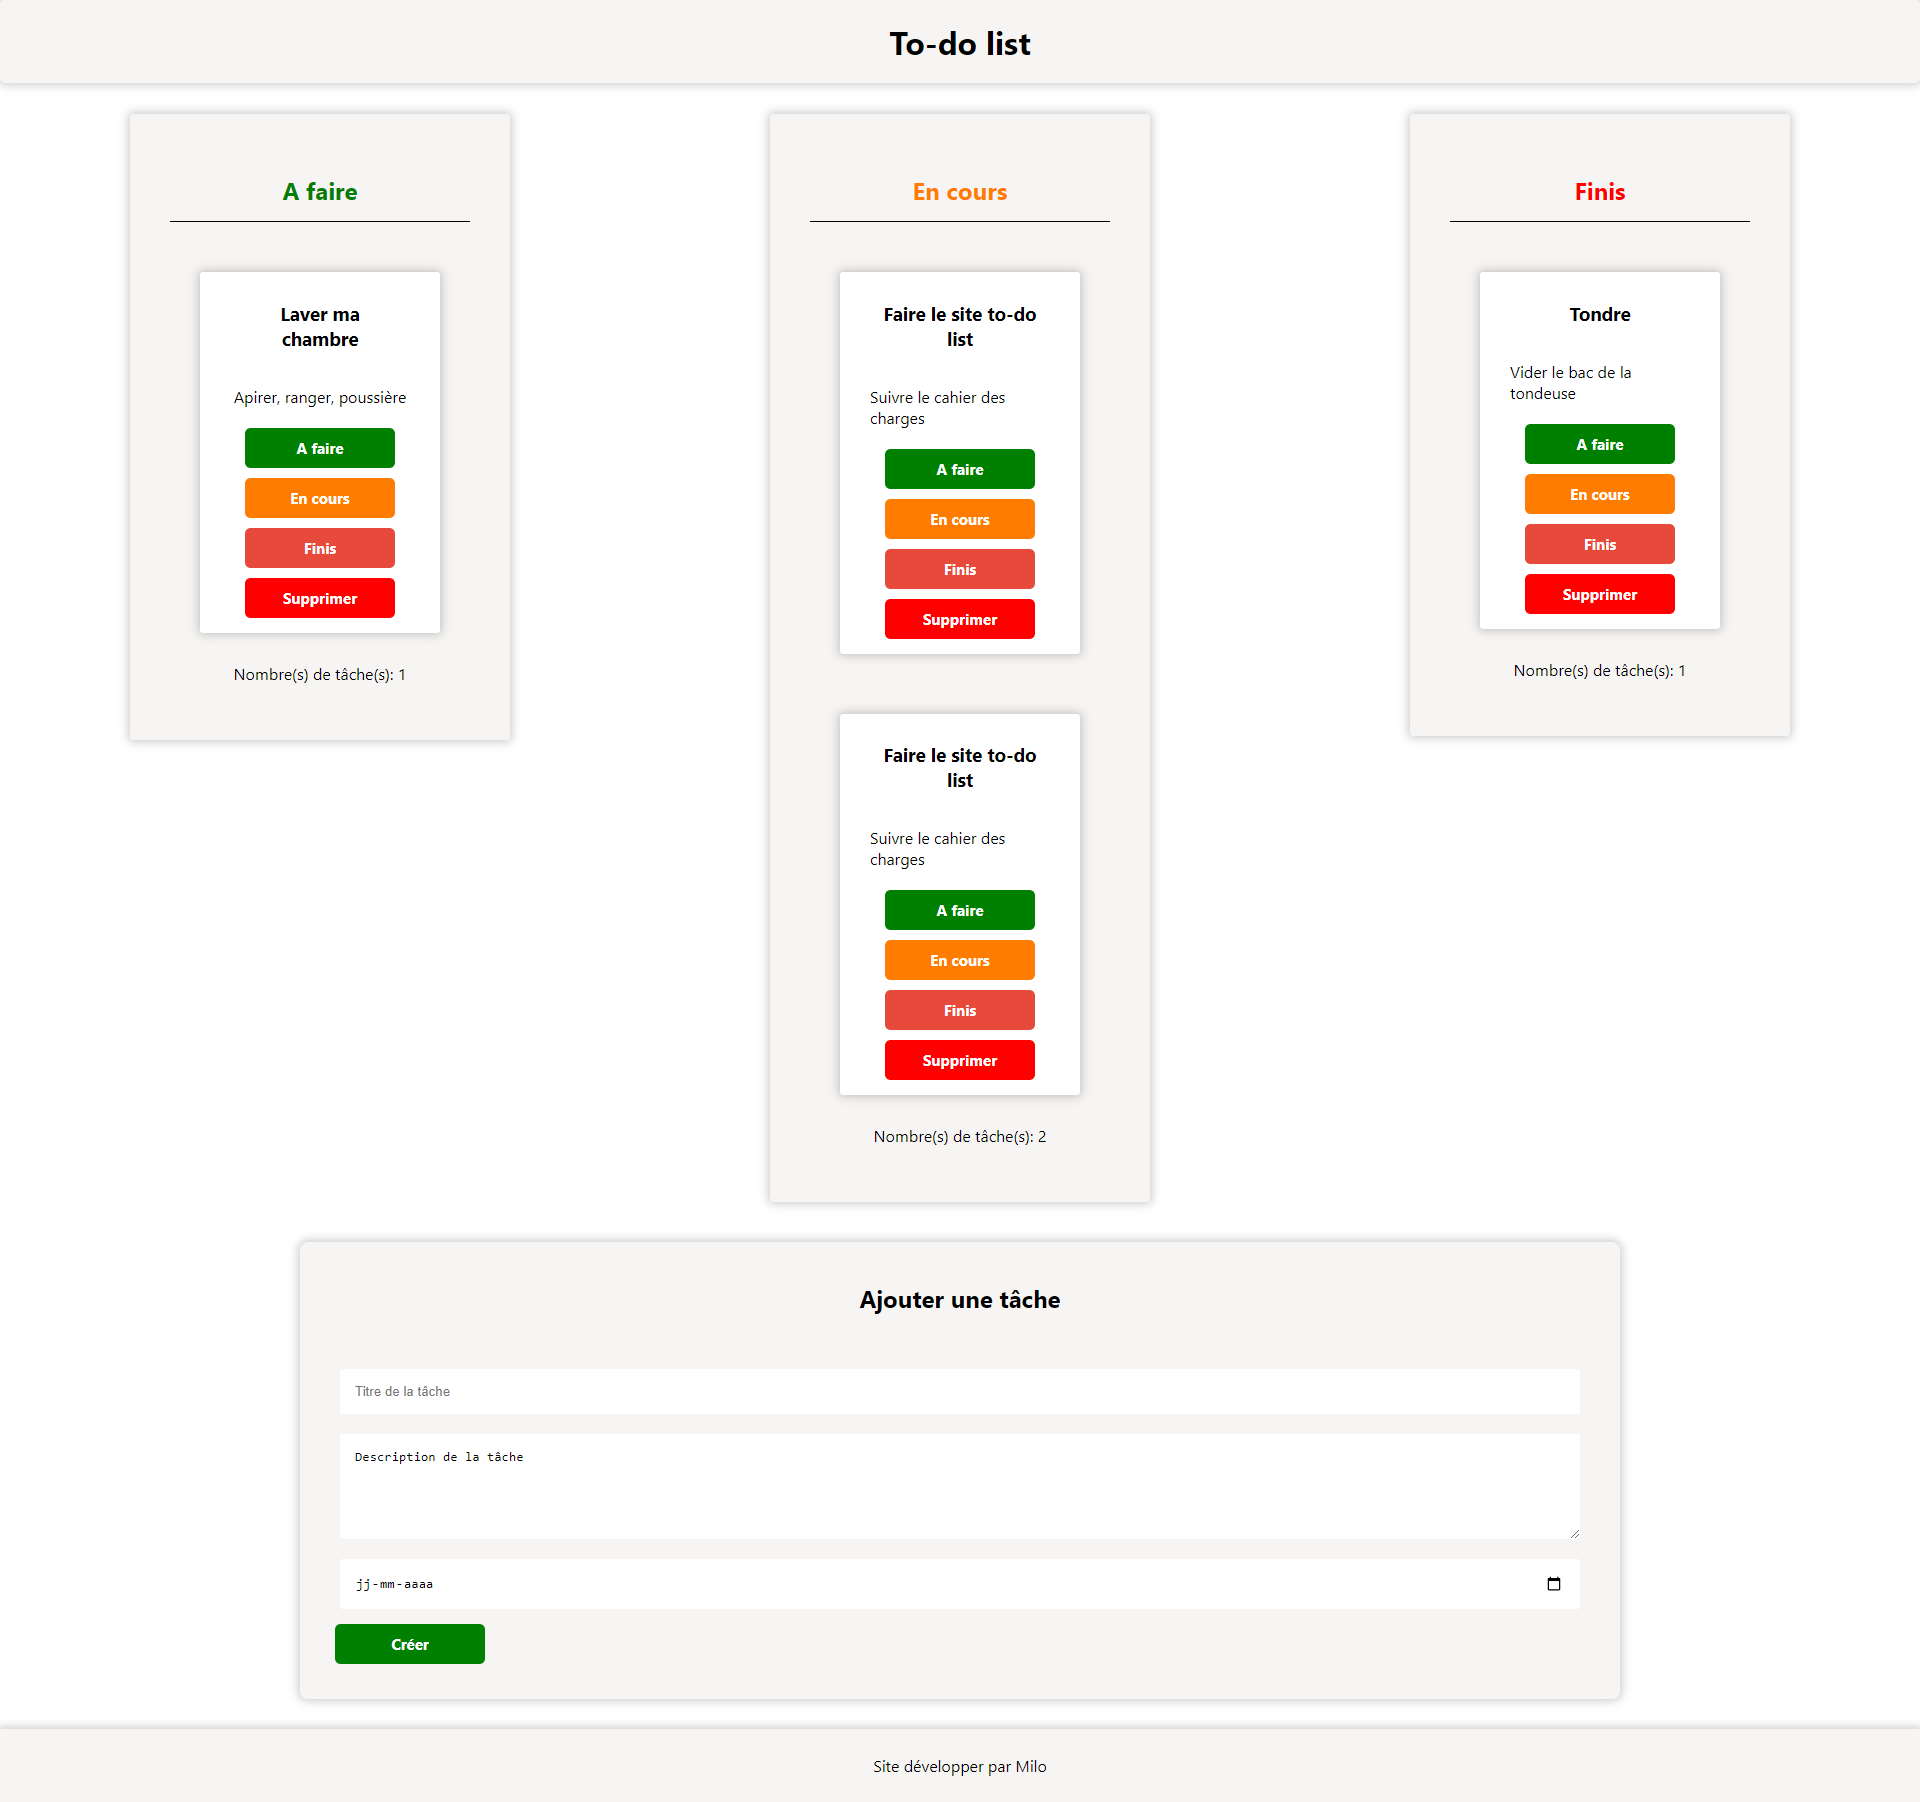 To-do list
A faire
Laver ma
chambre
Apirer, ranger, poussière
A faire
En cours
Finis
Supprimer
Nombre(s) de tâche(s): 1
En cours
Faire le site to-do
list
Suivre le cahier des
charges
A faire
En cours
Finis
Supprimer
Faire le site to-do
list
Suivre le cahier des
charges
A faire
En cours
Finis
Supprimer
Nombre(s) de tâche(s): 2
Finis
Tondre
Vider le bac de la
tondeuse
A faire
En cours
Finis
Supprimer
Nombre(s) de tâche(s): 1
Ajouter une tâche
Titre de la tâche
Description de la tâche
jj-mm-aaaa
Créer
Site développer par Milo